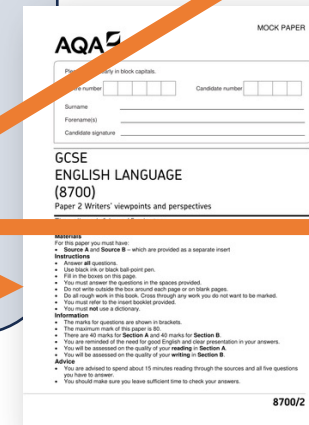 MOCK PAPER
AQA
in block capitals.
number
Candidate number
Surname
Forename(s)
Candidate signature
GCSE
ENGLISH LANGUAGE
(8700)
Paper 2 Writers' viewpoints and perspectives
Materials
For this paper you must have:
• Source A and Source B – which are provided as a separate insert
Instructions
• Answer all questions.
• Use black ink or black ball-point pen.
• Fill in the boxes on this page.
• You must answer the questions in the spaces provided.
• Do not write outside the box around each page or on blank pages.
• Do all rough work in this book. Cross through any work you do not want to be marked.
• You must refer to the insert booklet provided.
• You must not use a dictionary.
Information
• The marks for questions are shown in brackets.
• The maximum mark of this paper is 80.
• There are 40 marks for Section A and 40 marks for Section B.
• You are reminded of the need for good English and clear presentation in your answers.
• You will be assessed on the quality of your reading in Section A.
• You will be assessed on the quality of your writing in Section B.
Advice
• You are advised to spend about 15 minutes reading through the sources and all five questions
you have to answer.
• You should make sure you leave sufficient time to check your answers.
8700/2